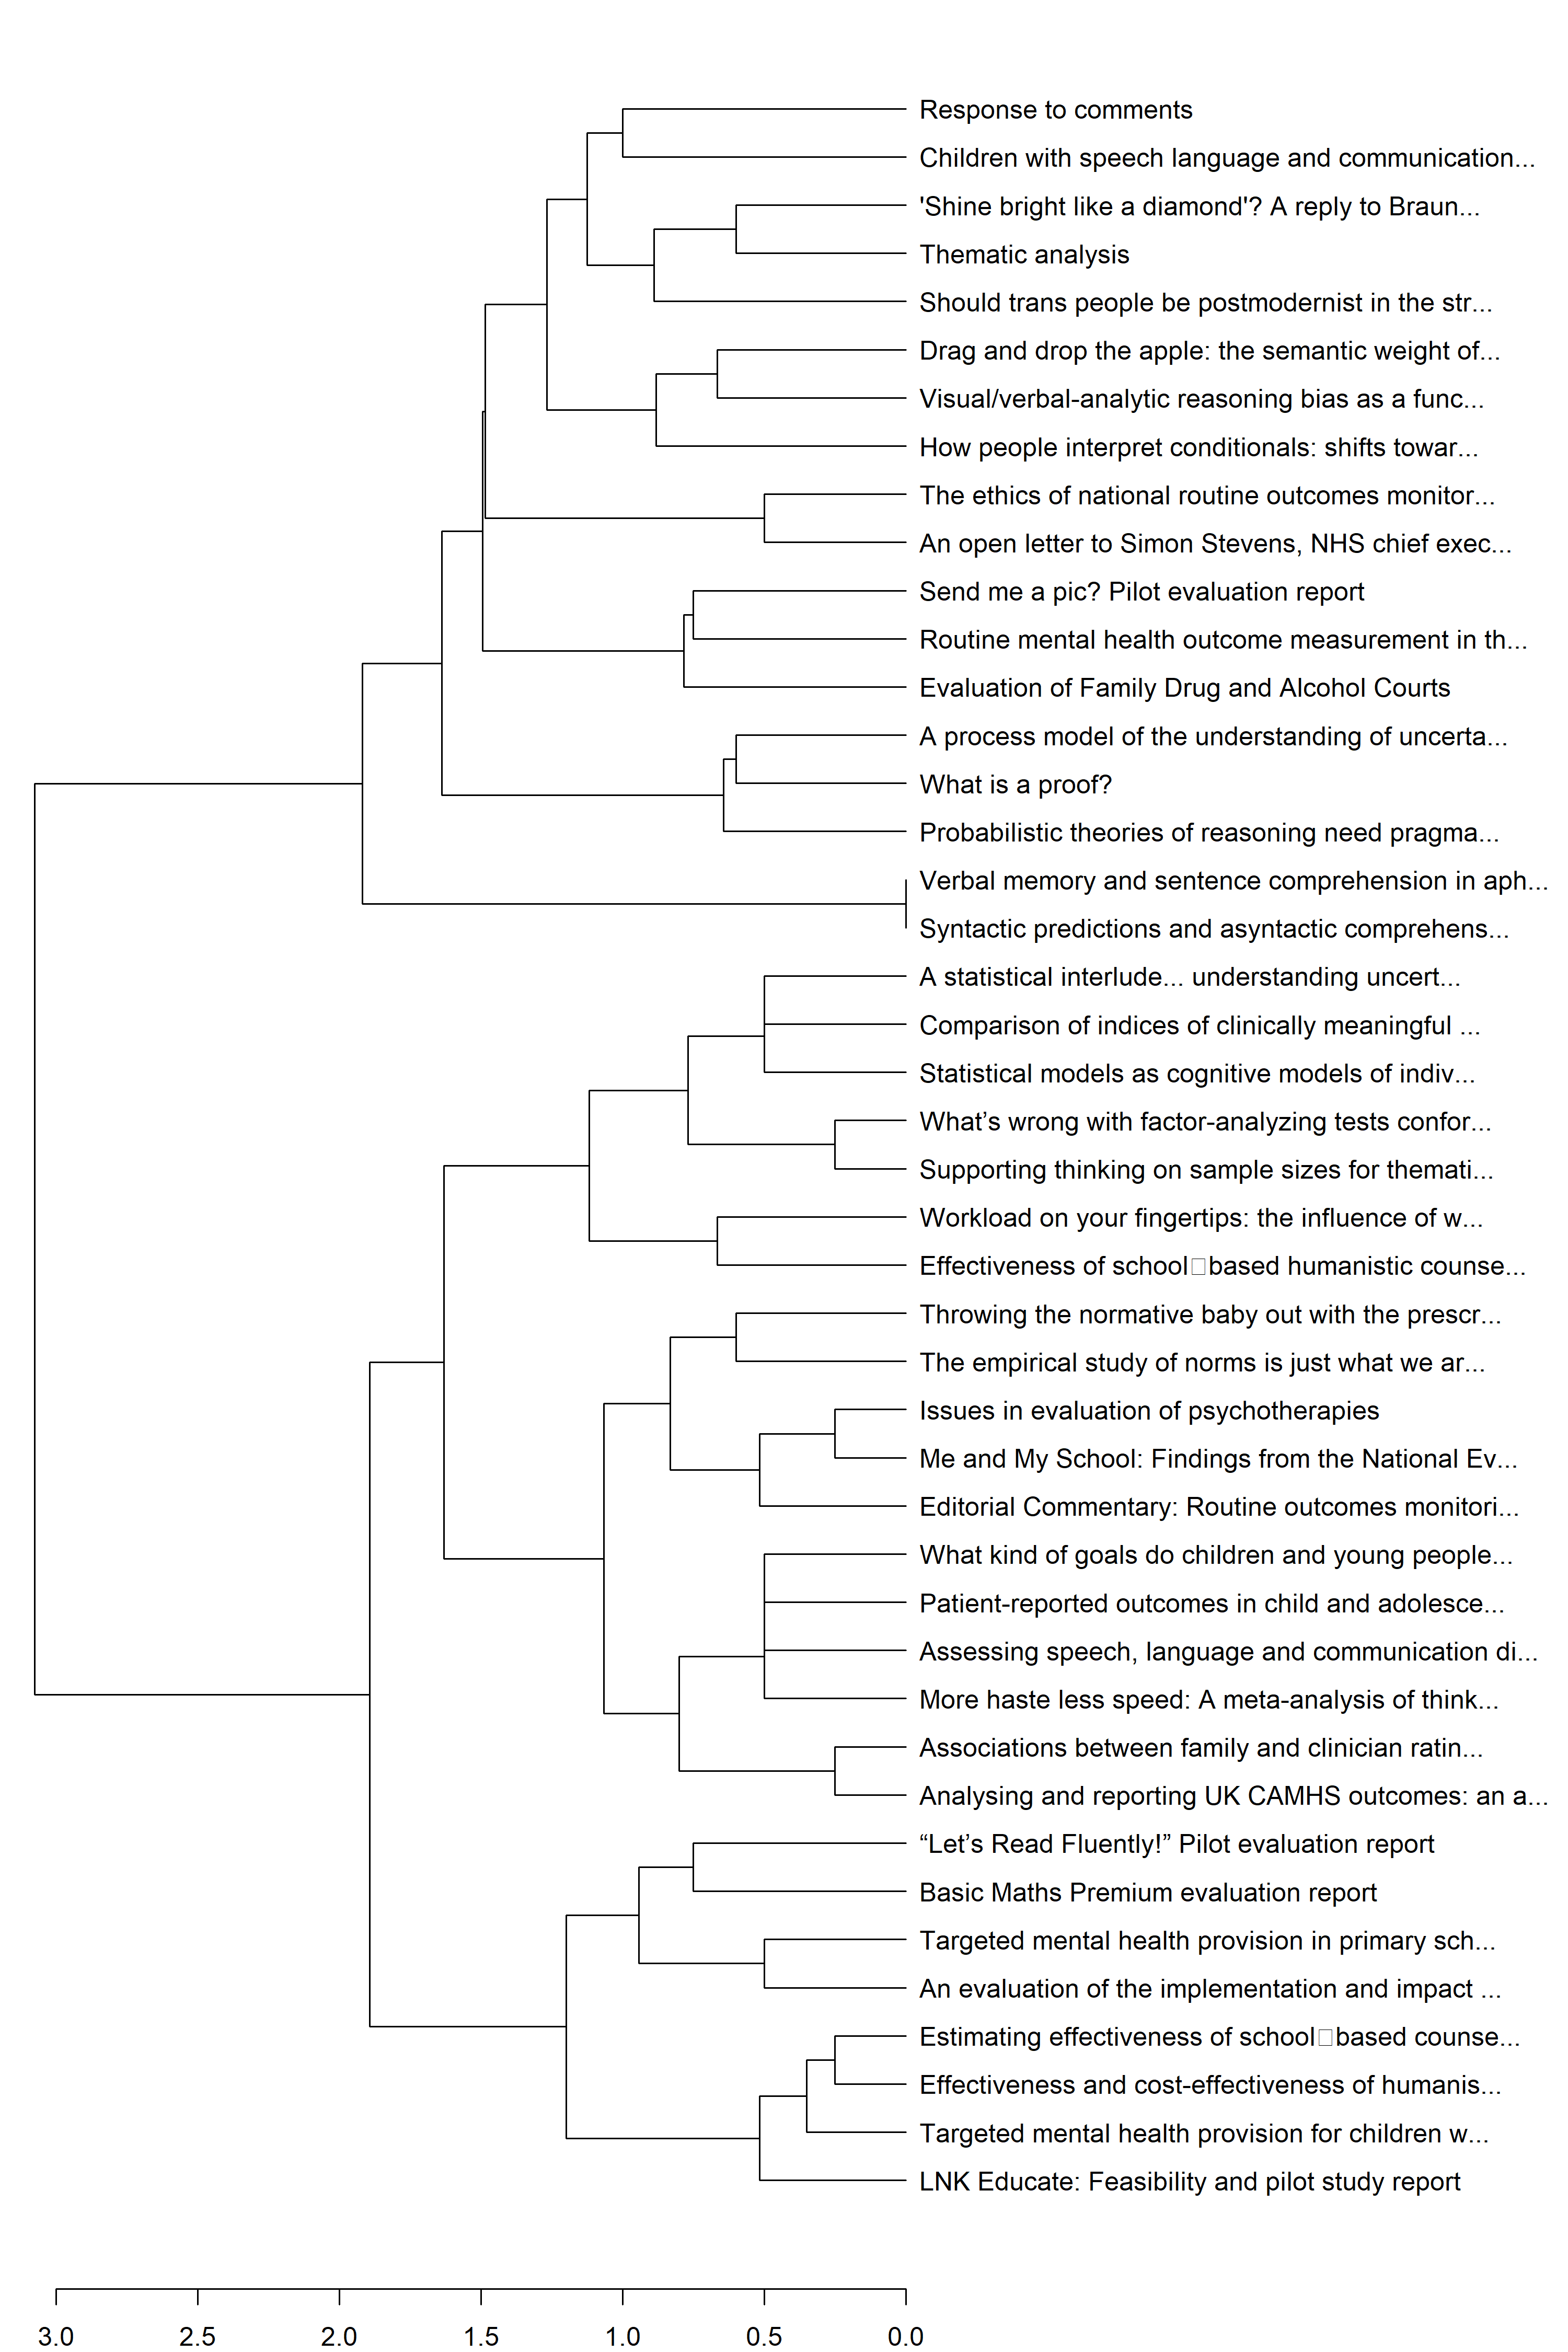 Response to comments
Children with speech language and communication...
'Shine bright like a diamond'? A reply to Braun...
Thematic analysis
Should trans people be postmodernist in the str...
Drag and drop the apple: the semantic weight of...
Visual/verbal-analytic reasoning bias as a func...
How people interpret conditionals: shifts towar...
The ethics of national routine outcomes monitor...
An open letter to Simon Stevens, NHS chief exec...
Send me a pic? Pilot evaluation report
Routine mental health outcome measurement in th...
Evaluation of Family Drug and Alcohol Courts
A process model of the understanding of uncerta...
What is a proof?
Probabilistic theories of reasoning need pragma...
Verbal memory and sentence comprehension in aph...
Syntactic predictions and asyntactic comprehens...
A statistical interlude... understanding uncert...
Comparison of indices of clinically meaningful ...
Statistical models as cognitive models of indiv...
What’s wrong with factor-analyzing tests confor...
Supporting thinking on sample sizes for themati...
Workload on your fingertips: the influence of w...
Effectiveness of school□based humanistic counse...
Throwing the normative baby out with the prescr...
The empirical study of norms is just what we ar...
Issues in evaluation of psychotherapies
Me and My School: Findings from the National Ev...
Editorial Commentary: Routine outcomes monitori...
What kind of goals do children and young people...
Patient-reported outcomes in child and adolesce...
Assessing speech, language and communication di...
More haste less speed: A meta-analysis of think...
Associations between family and clinician ratin...
Analysing and reporting UK CAMHS outcomes: an a...
“Let’s Read Fluently!” Pilot evaluation report
Basic Maths Premium evaluation report
Targeted mental health provision in primary sch...
An evaluation of the implementation and impact ...
Estimating effectiveness of school□based counse...
Effectiveness and cost-effectiveness of humanis...
Targeted mental health provision for children w...
LNK Educate: Feasibility and pilot study report
3.0 2.5 2.0 1.5 1.0 0.5 0.0